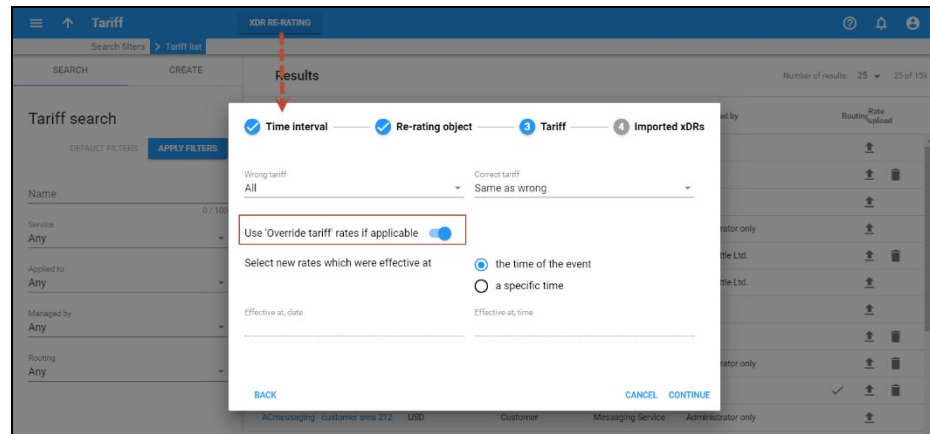 Tariff
XDR RE-RATING
Search filters > Tariff list
SEARCH CREATE
Results
Number of results: 25 25 of 159
Tariff search
DEFAULT FILTERS APPLY FILTERS
Name
0 / 100
Service
Any
Applied to
Any
Managed by
Any
Routing
Any
ed by Routing Rate upload
rator only
ttle Ltd.
ttle Ltd.
rator only
Time interval Re-rating object 3 Tariff 4 Imported xDRs
Wrong tariff Correct tariff
All Same as wrong
Use 'Override tariff' rates if applicable
Select new rates which were effective at the time of the event
a specific time
Effective at, date Effective at, time
BACK CANCEL CONTINUE
ACmessaging - customer sms 212 USD Customer Messaging Service Administrator only